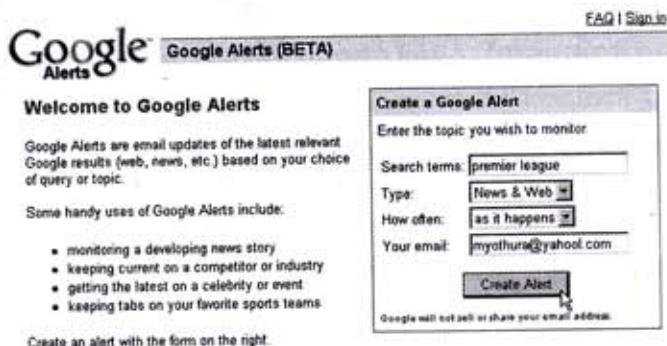 FAQ | Sign in
Google Alerts
Google Alerts (BETA)
Welcome to Google Alerts
Google Alerts are email updates of the latest relevant
Google results (web, news, etc.) based on your choice
of query or topic.
Some handy uses of Google Alerts include:
• monitoring a developing news story
• keeping current on a competitor or industry
• getting the latest on a celebrity or event
• keeping tabs on your favorite sports teams
Create an alert with the form on the right.
Create a Google Alert
Enter the topic you wish to monitor.
Search terms: premier league
Type: News & Web
How often: as it happens
Your email: myothura@yahool.com
Create Alert
Google will not sell or share your email address.